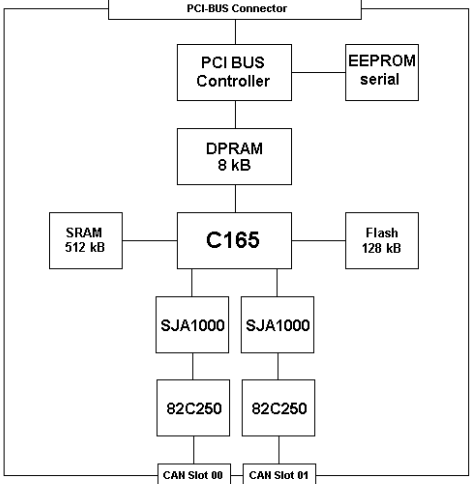 PCI-BUS Connector
PCI BUS
Controller
EEPROM
serial
DPRAM
8 kB
SRAM
512 kB
C165
Flash
128 kB
SJA1000
SJA1000
82C250
82C250
CAN Slot 00
CAN Slot 01